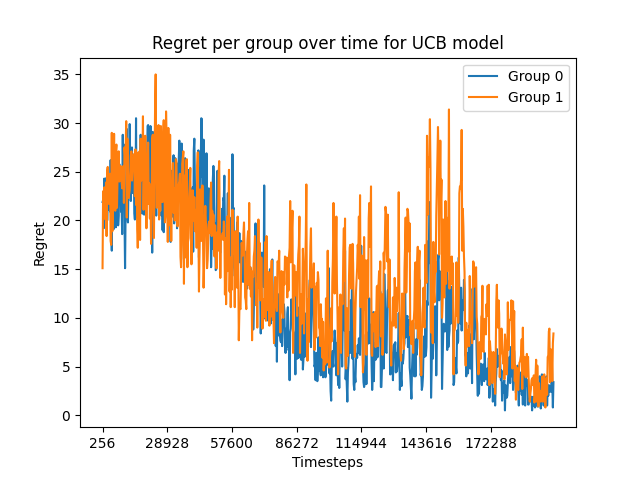 Regret per group over time for UCB model
Group 0
Group 1
35
30
25
20
15
10
5
0
Regret
256 28928 57600 86272 114944 143616 172288
Timesteps